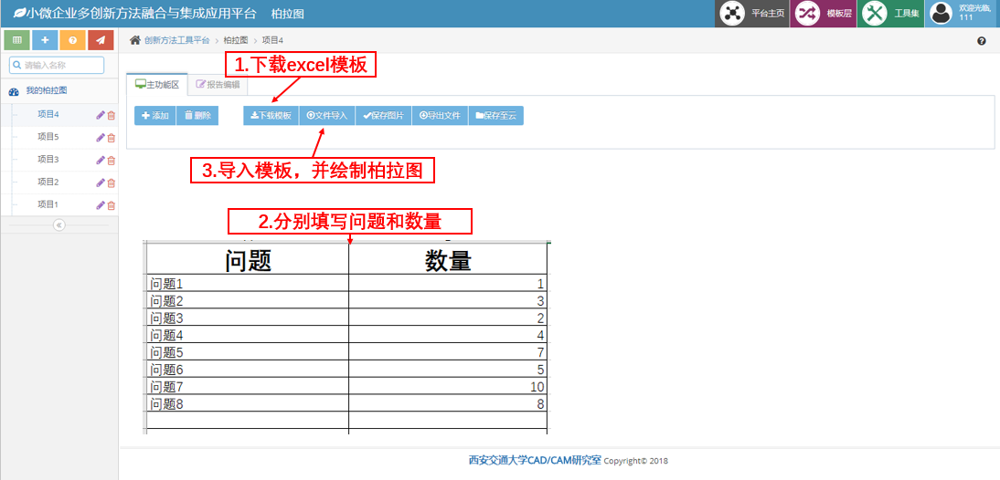 小微企业多创新方法融合与集成应用平台 柏拉图
平台主页 模板层 工具集 欢迎光临, 111
创新方法工具平台 > 柏拉图 > 项目4
请输入名称
我的柏拉图
项目4
项目5
项目3
项目2
项目1
1.下载excel模板
主功能区 报告编辑
添加 删除 下载模板 文件导入 保存图片 导出文件 保存至云
3.导入模板，并绘制柏拉图
2.分别填写问题和数量
问题 数量
问题1 1
问题2 3
问题3 2
问题4 4
问题5 7
问题6 5
问题7 10
问题8 8
西安交通大学CAD/CAM研究室 Copyright© 2018